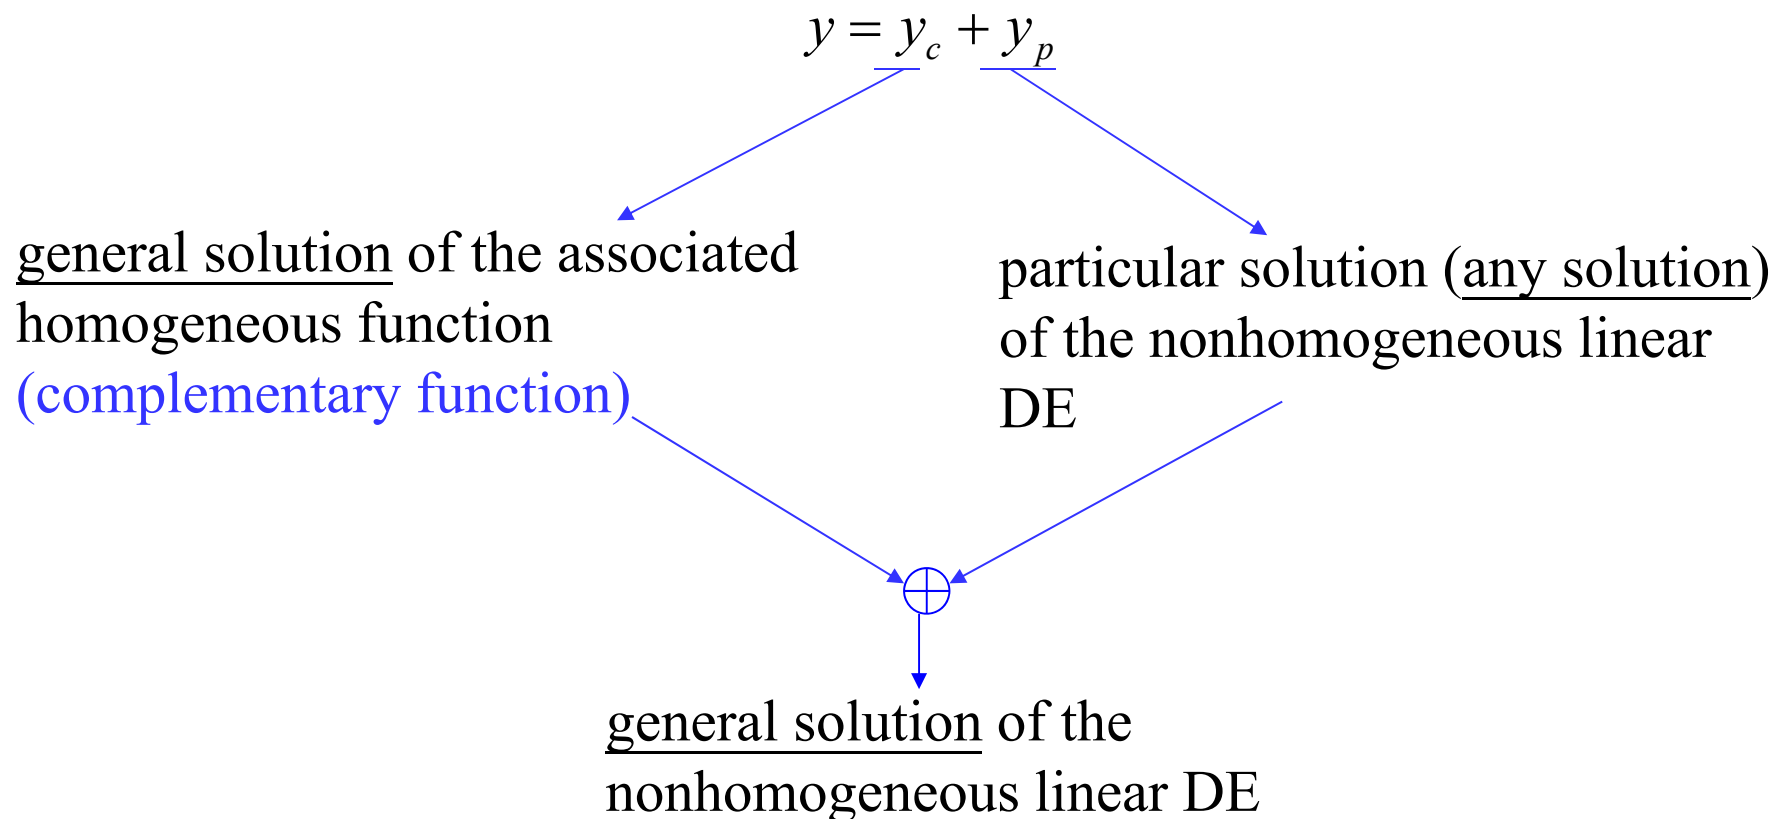 y = y_c + y_p
general solution of the associated
homogeneous function
(complementary function)
particular solution (any solution)
of the nonhomogeneous linear
DE
general solution of the
nonhomogeneous linear DE